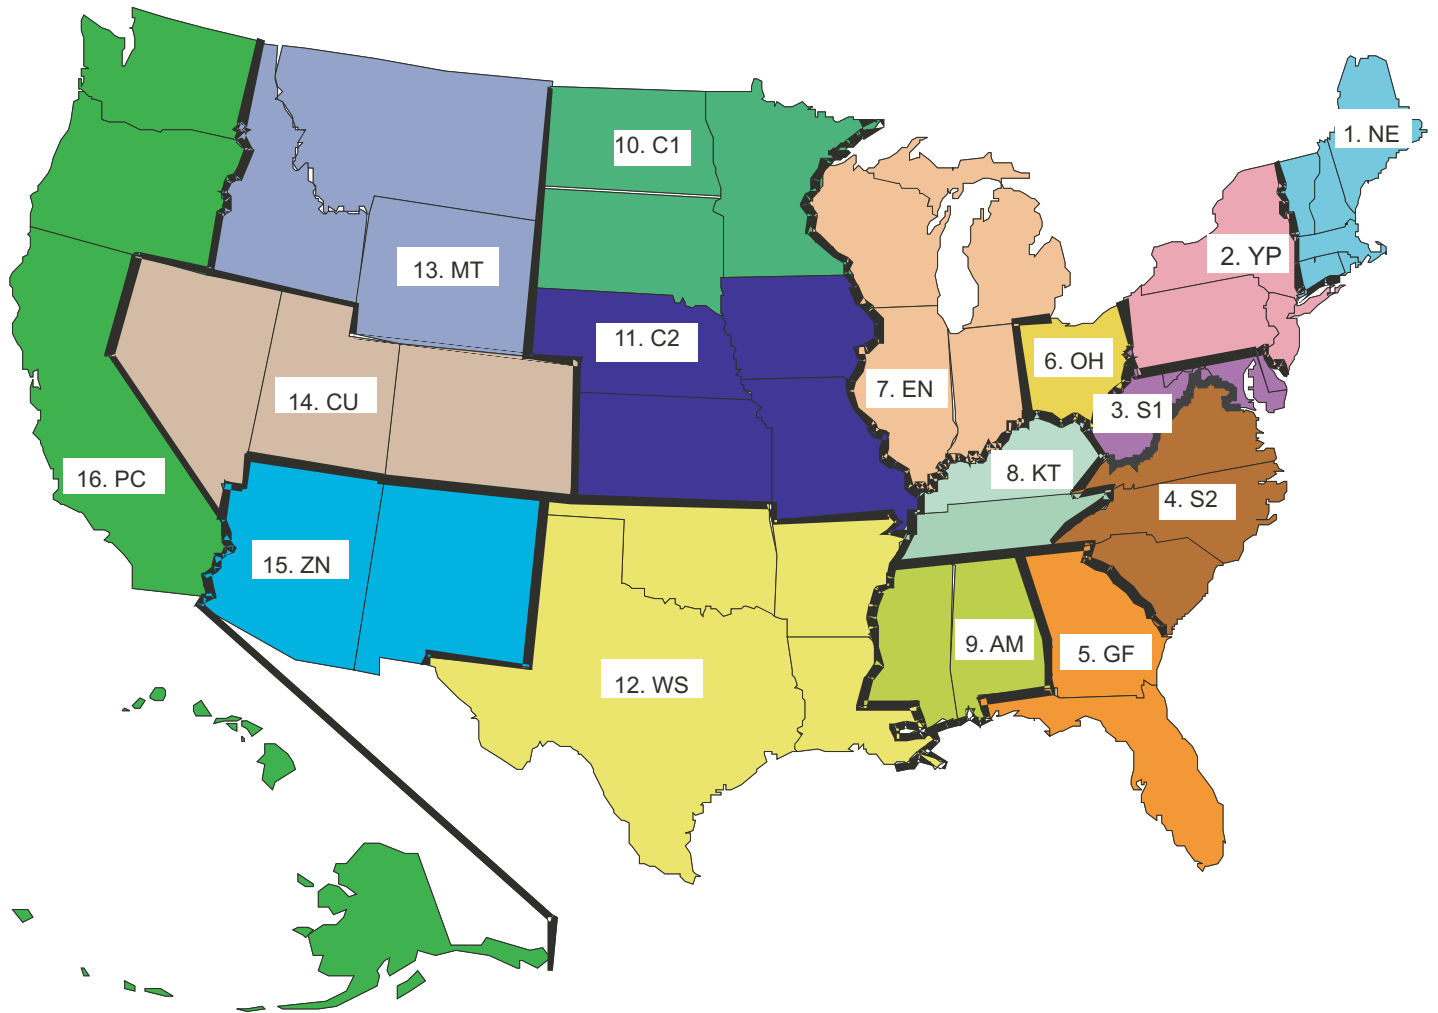 1. NE
10. C1
2. YP
13. MT
11. C2
6. OH
7. EN
14. CU
3. S1
8. KT
16. PC
4. S2
15. ZN
9. AM
5. GF
12. WS